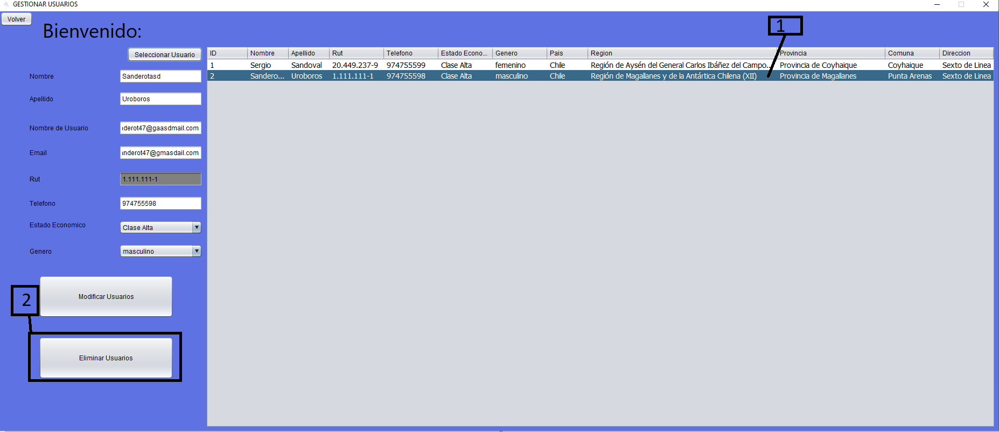 GESTIONAR USUARIOS
Volver
Bienvenido:
1
Seleccionar Usuario
ID Nombre Apellido Rut Telefono Estado Econo... Genero Pais Region Provincia Comuna Direccion
1 Sergio Sandoval 20.449.237-9 974755599 Clase Alta femenino Chile Región de Aysén del General Carlos Ibáñez del Campo... Provincia de Coyhaique Coyhaique Sexto de Linea
2 Sandero... Uroboros 1.111.111-1 974755598 Clase Alta masculino Chile Región de Magallanes y de la Antártica Chilena (XII) Provincia de Magallanes Punta Arenas Sexto de Linea
Nombre Sanderotasd
Apellido Uroboros
Nombre de Usuario nderot47@gaasdmail.com
Email nderot47@gmasdail.com
Rut 1.111.111-1
Telefono 974755598
Estado Economico Clase Alta
Genero masculino
2
Modificar Usuarios
Eliminar Usuarios